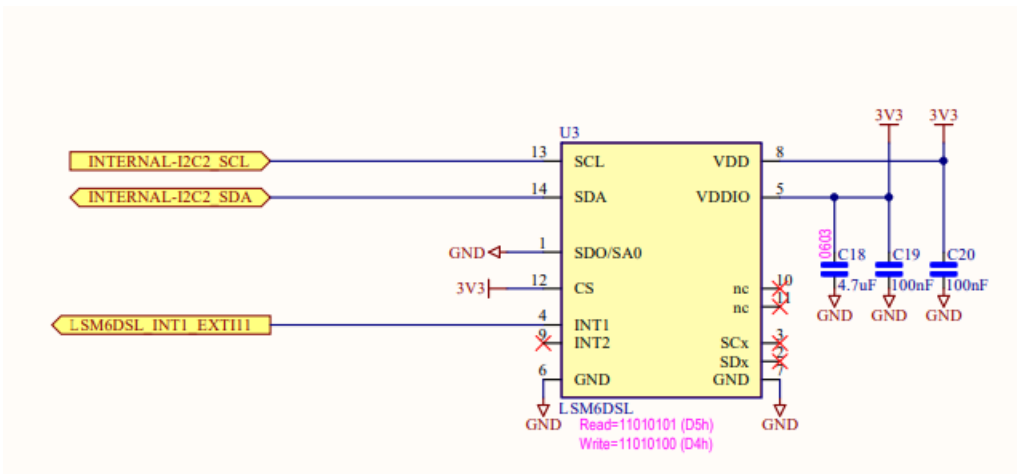 3V3 3V3
U3
INTERNAL-I2C2_SCL 13 SCL VDD 8
INTERNAL-I2C2_SDA 14 SDA VDDIO 5
0603
GND 1 SDO/SA0 C18 C19 C20
3V3 12 CS nc 10 4.7uF 100nF 100nF
nc 11
GND GND GND
LSM6DSL_INT1_EXTI11 4 INT1
9 INT2 SCx 3
SDx 2
6 GND GND 7
LSM6DSL
GND Read=11010101 (D5h) GND
Write=11010100 (D4h)